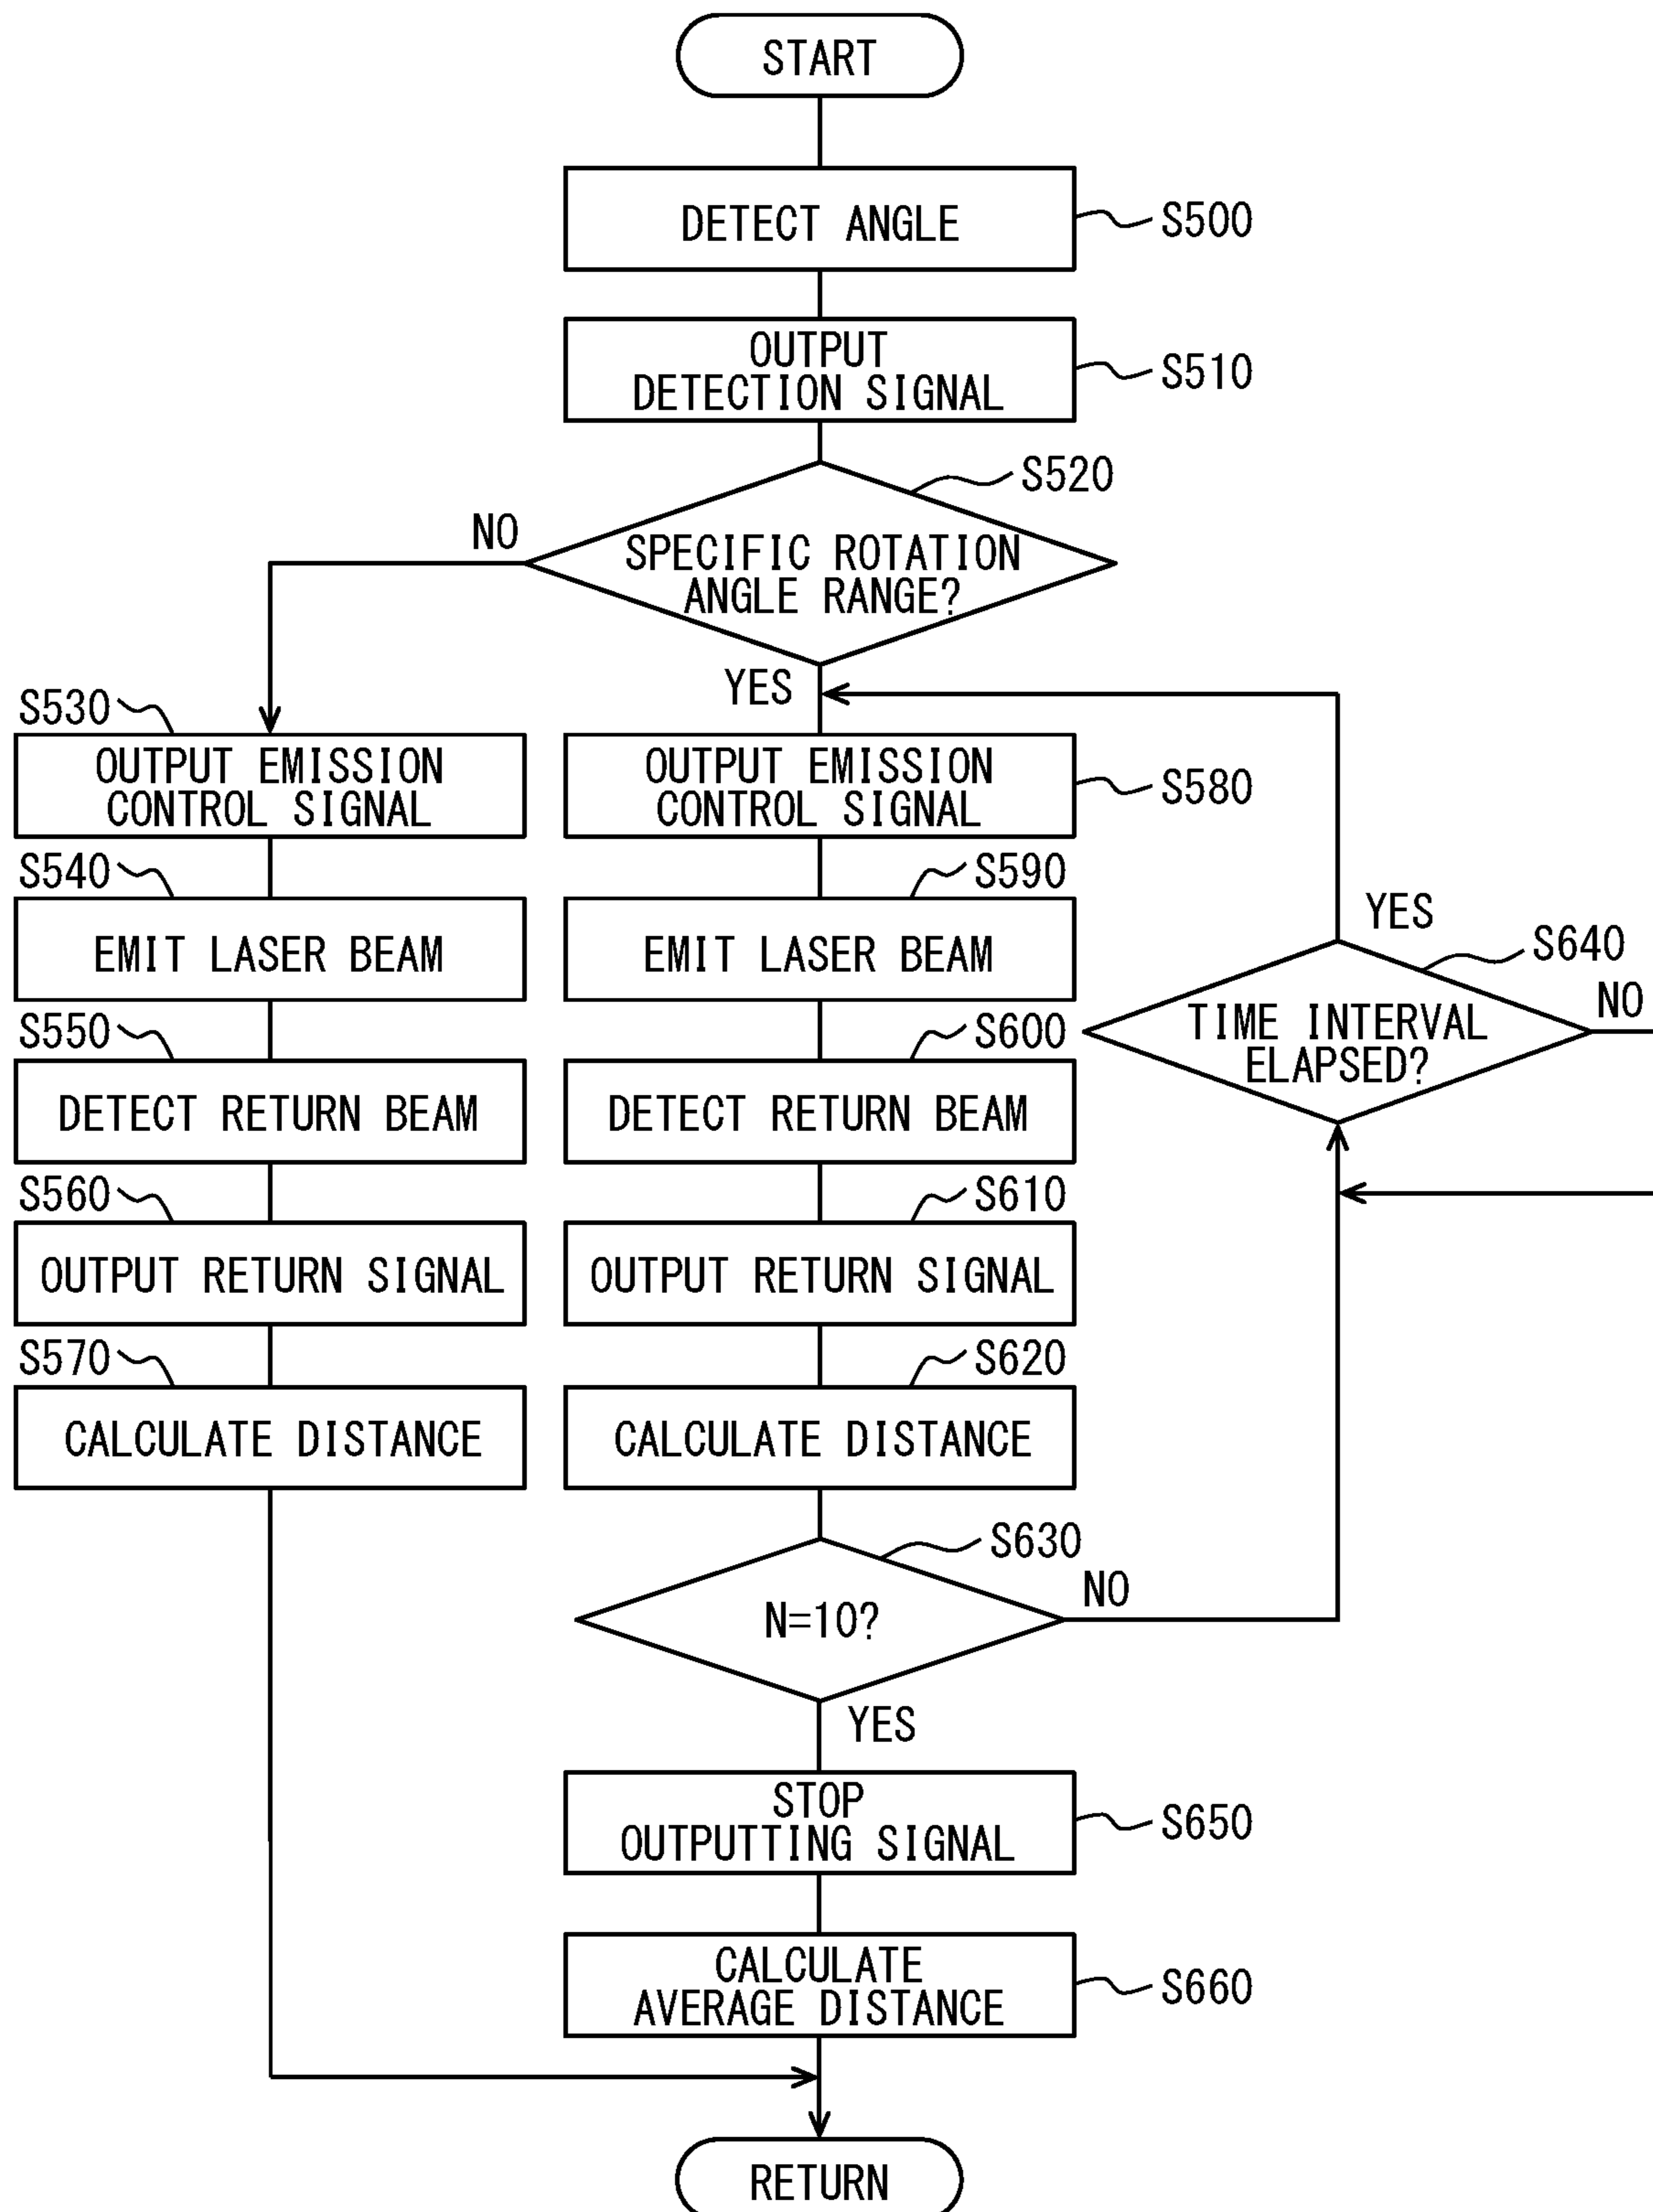 START
DETECT ANGLE
S500
OUTPUT
DETECTION SIGNAL
S510
S520
SPECIFIC ROTATION
ANGLE RANGE?
NO
YES
S530
OUTPUT EMISSION
CONTROL SIGNAL
S540
EMIT LASER BEAM
S550
DETECT RETURN BEAM
S560
OUTPUT RETURN SIGNAL
S570
CALCULATE DISTANCE
OUTPUT EMISSION
CONTROL SIGNAL
S580
S590
EMIT LASER BEAM
S600
DETECT RETURN BEAM
S610
OUTPUT RETURN SIGNAL
S620
CALCULATE DISTANCE
S630
N=10?
NO
YES
YES
S640
TIME INTERVAL
ELAPSED?
NO
STOP
OUTPUTTING SIGNAL
S650
CALCULATE
AVERAGE DISTANCE
S660
RETURN